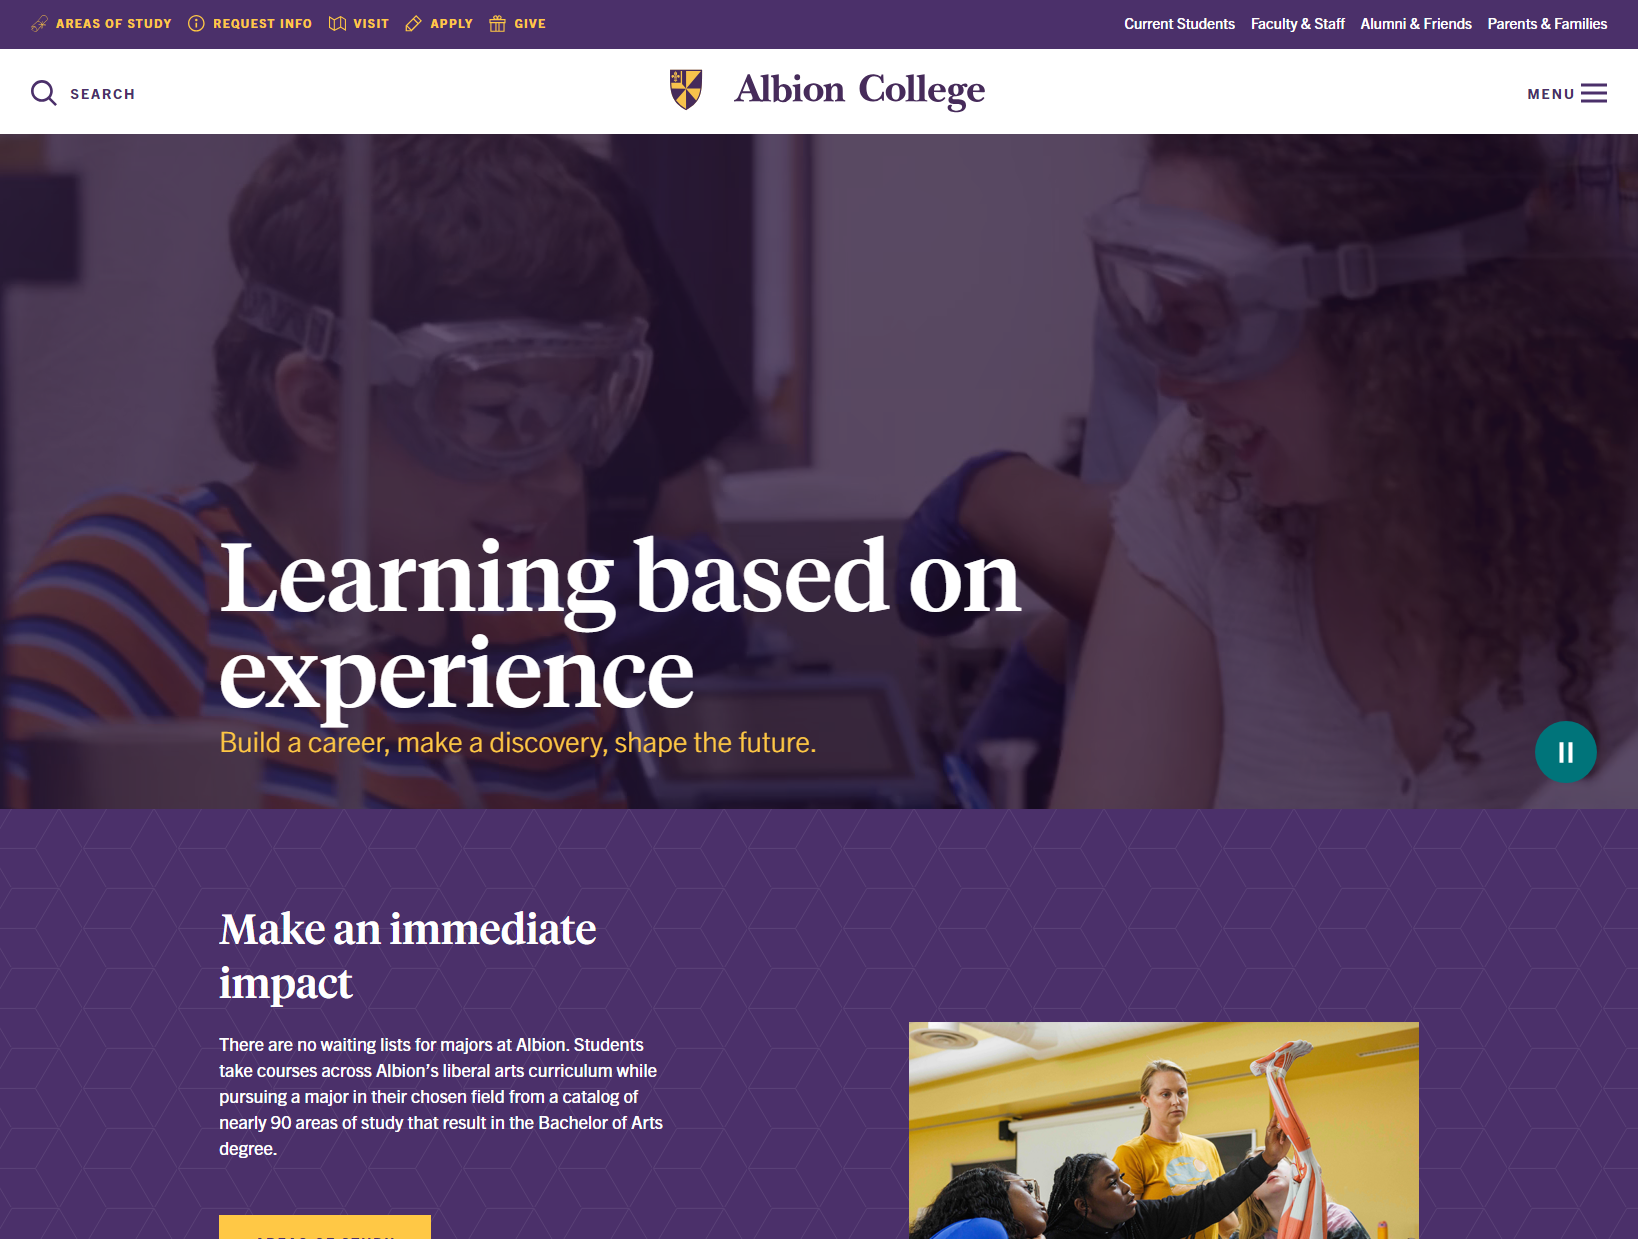 AREAS OF STUDY REQUEST INFO VISIT APPLY GIVE Current Students Faculty & Staff Alumni & Friends Parents & Families
SEARCH Albion College MENU
Learning based on
experience
Build a career, make a discovery, shape the future.
Make an immediate
impact
There are no waiting lists for majors at Albion. Students
take courses across Albion’s liberal arts curriculum while
pursuing a major in their chosen field from a catalog of
nearly 90 areas of study that result in the Bachelor of Arts
degree.
AREAS OF STUDY